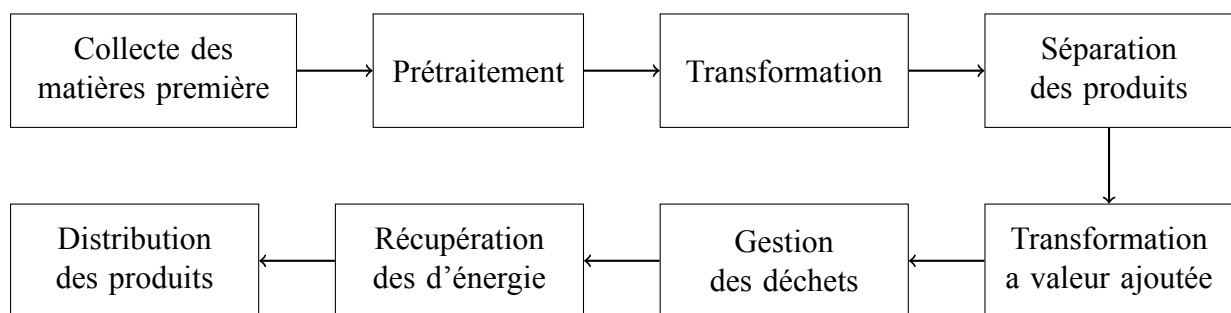 Collecte des
matières première
Prétraitement
Transformation
Séparation
des produits
Transformation
a valeur ajoutée
Gestion
des déchets
Récupération
des d'énergie
Distribution
des produits